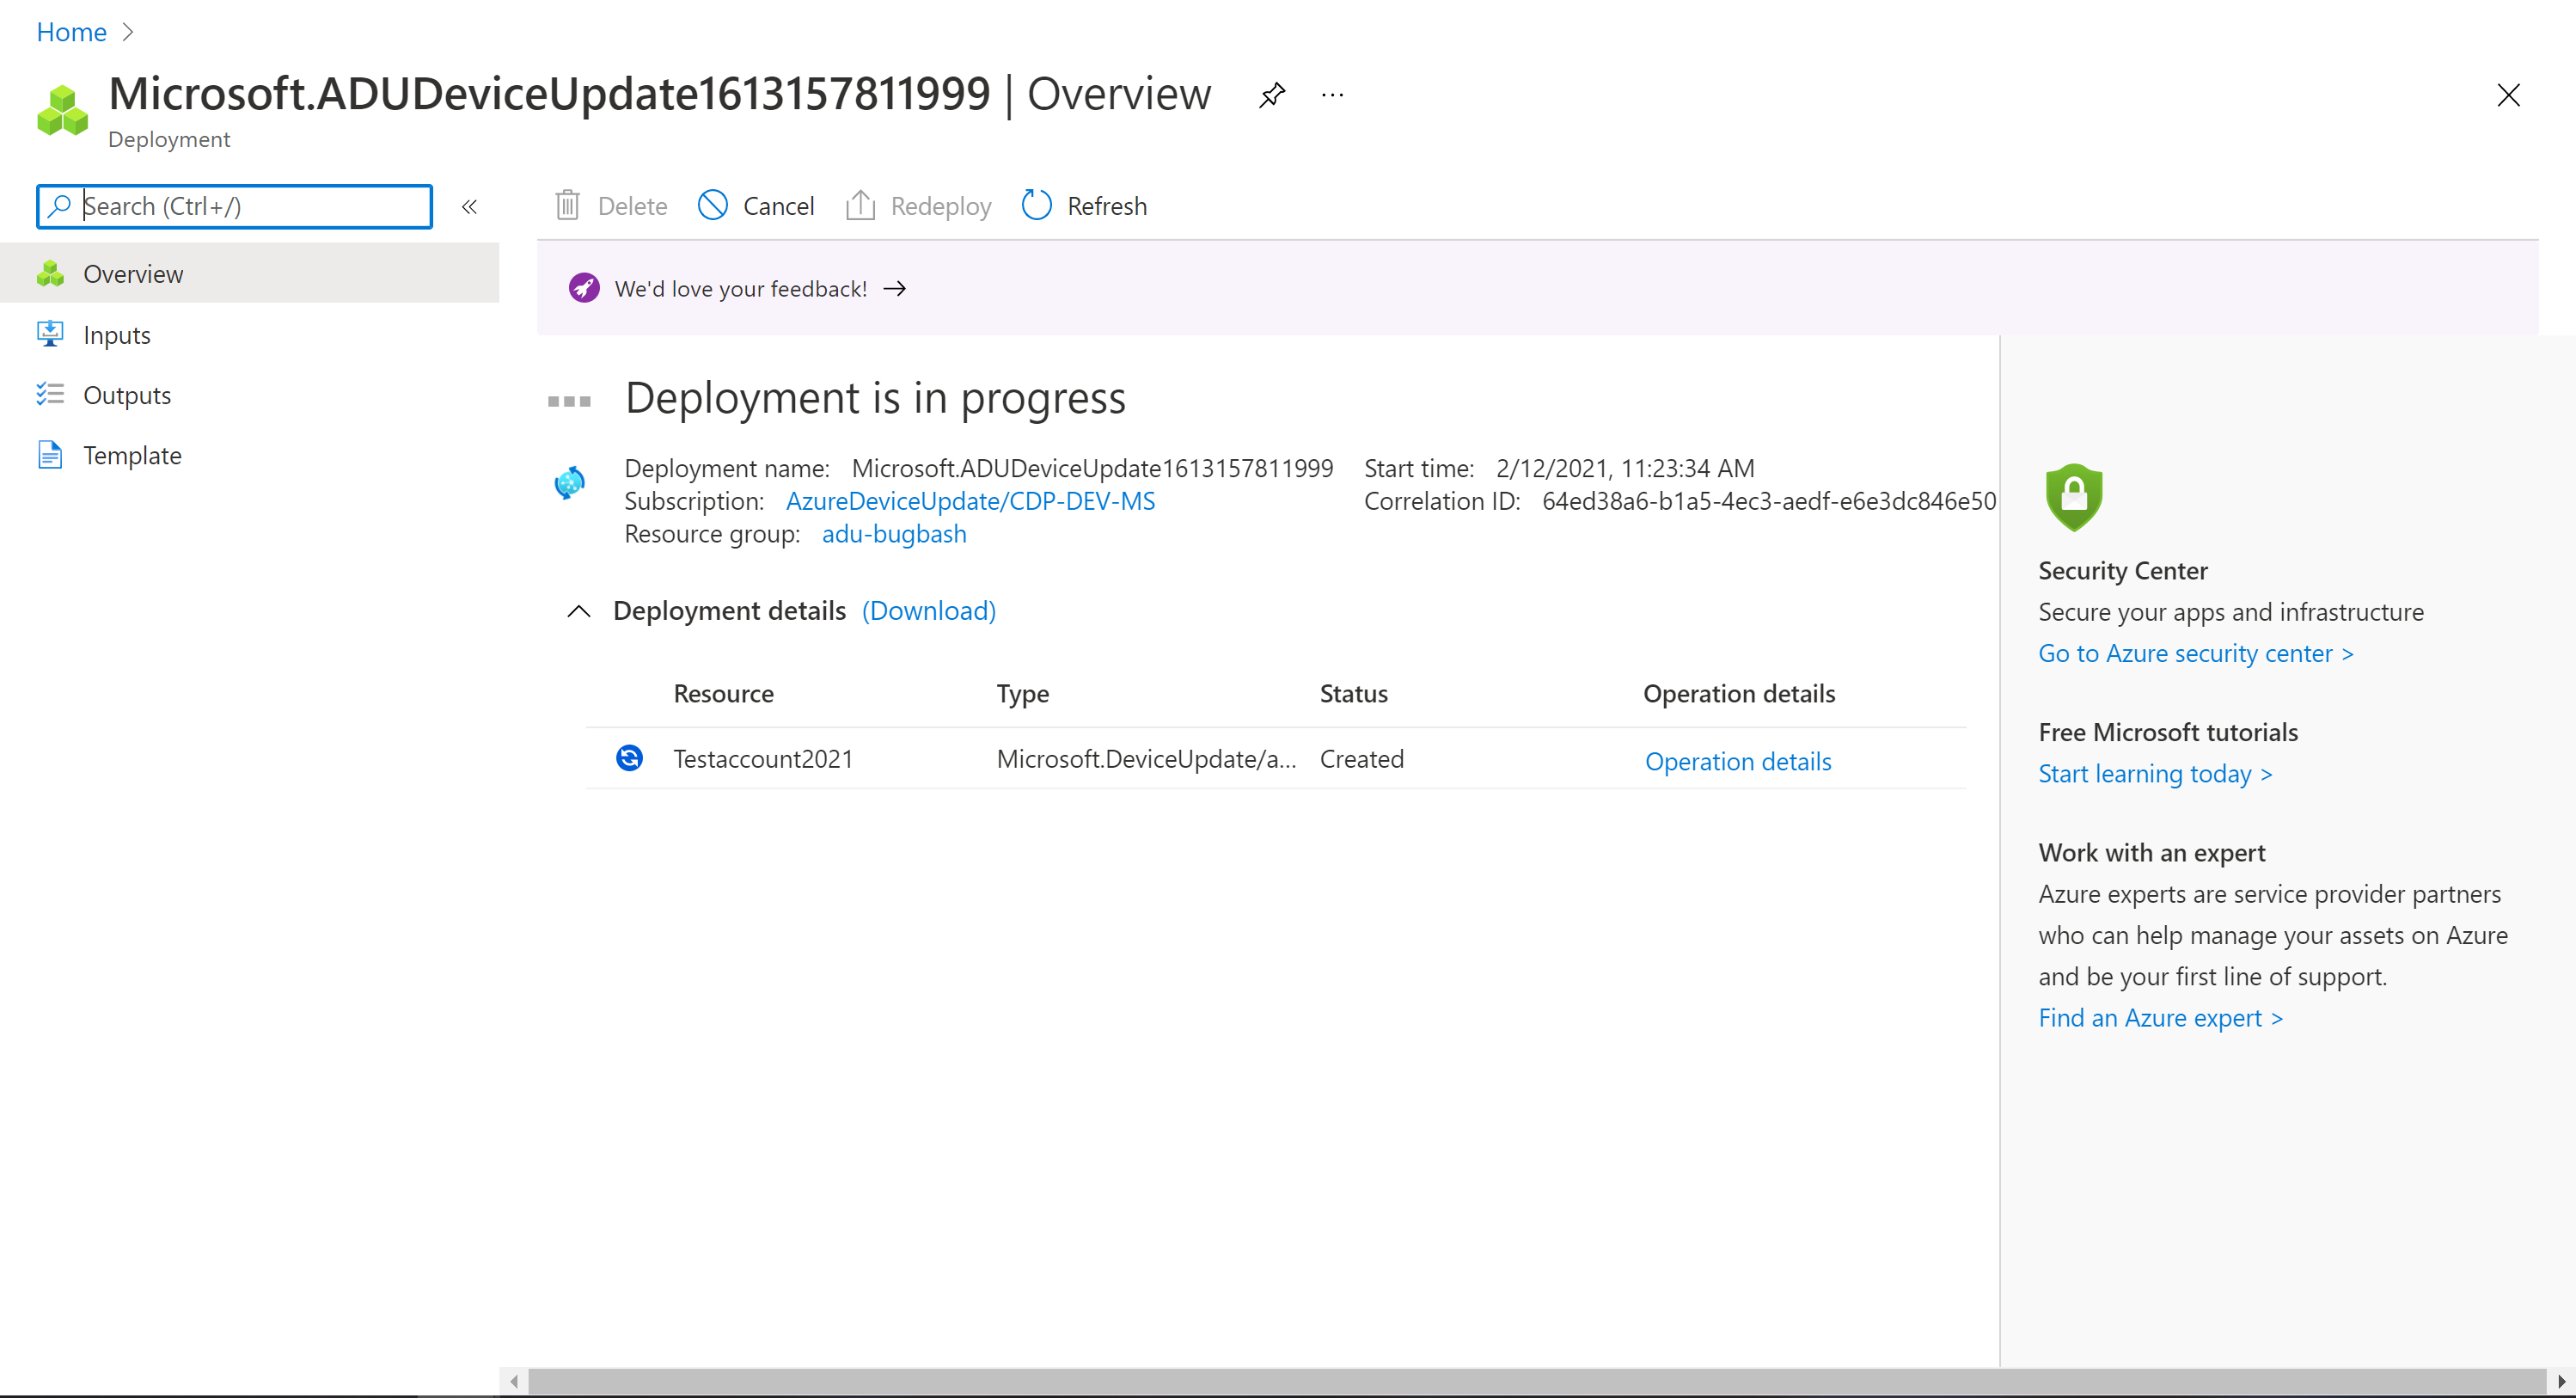 Home
Microsoft.ADUDeviceUpdate1613157811999 | Overview
Deployment
Search (Ctrl+/)
Overview
Inputs
Outputs
Template
Delete
Cancel
Redeploy
Refresh
We'd love your feedback!
Deployment is in progress
Deployment name: Microsoft.ADUDeviceUpdate1613157811999
Subscription: AzureDeviceUpdate/CDP-DEV-MS
Resource group: adu-bugbash
Start time: 2/12/2021, 11:23:34 AM
Correlation ID: 64ed38a6-b1a5-4ec3-aedf-e6e3dc846e50
Deployment details (Download)
Resource Type Status Operation details
Testaccount2021 Microsoft.DeviceUpdate/a... Created Operation details
Security Center
Secure your apps and infrastructure
Go to Azure security center >
Free Microsoft tutorials
Start learning today >
Work with an expert
Azure experts are service provider partners
who can help manage your assets on Azure
and be your first line of support.
Find an Azure expert >